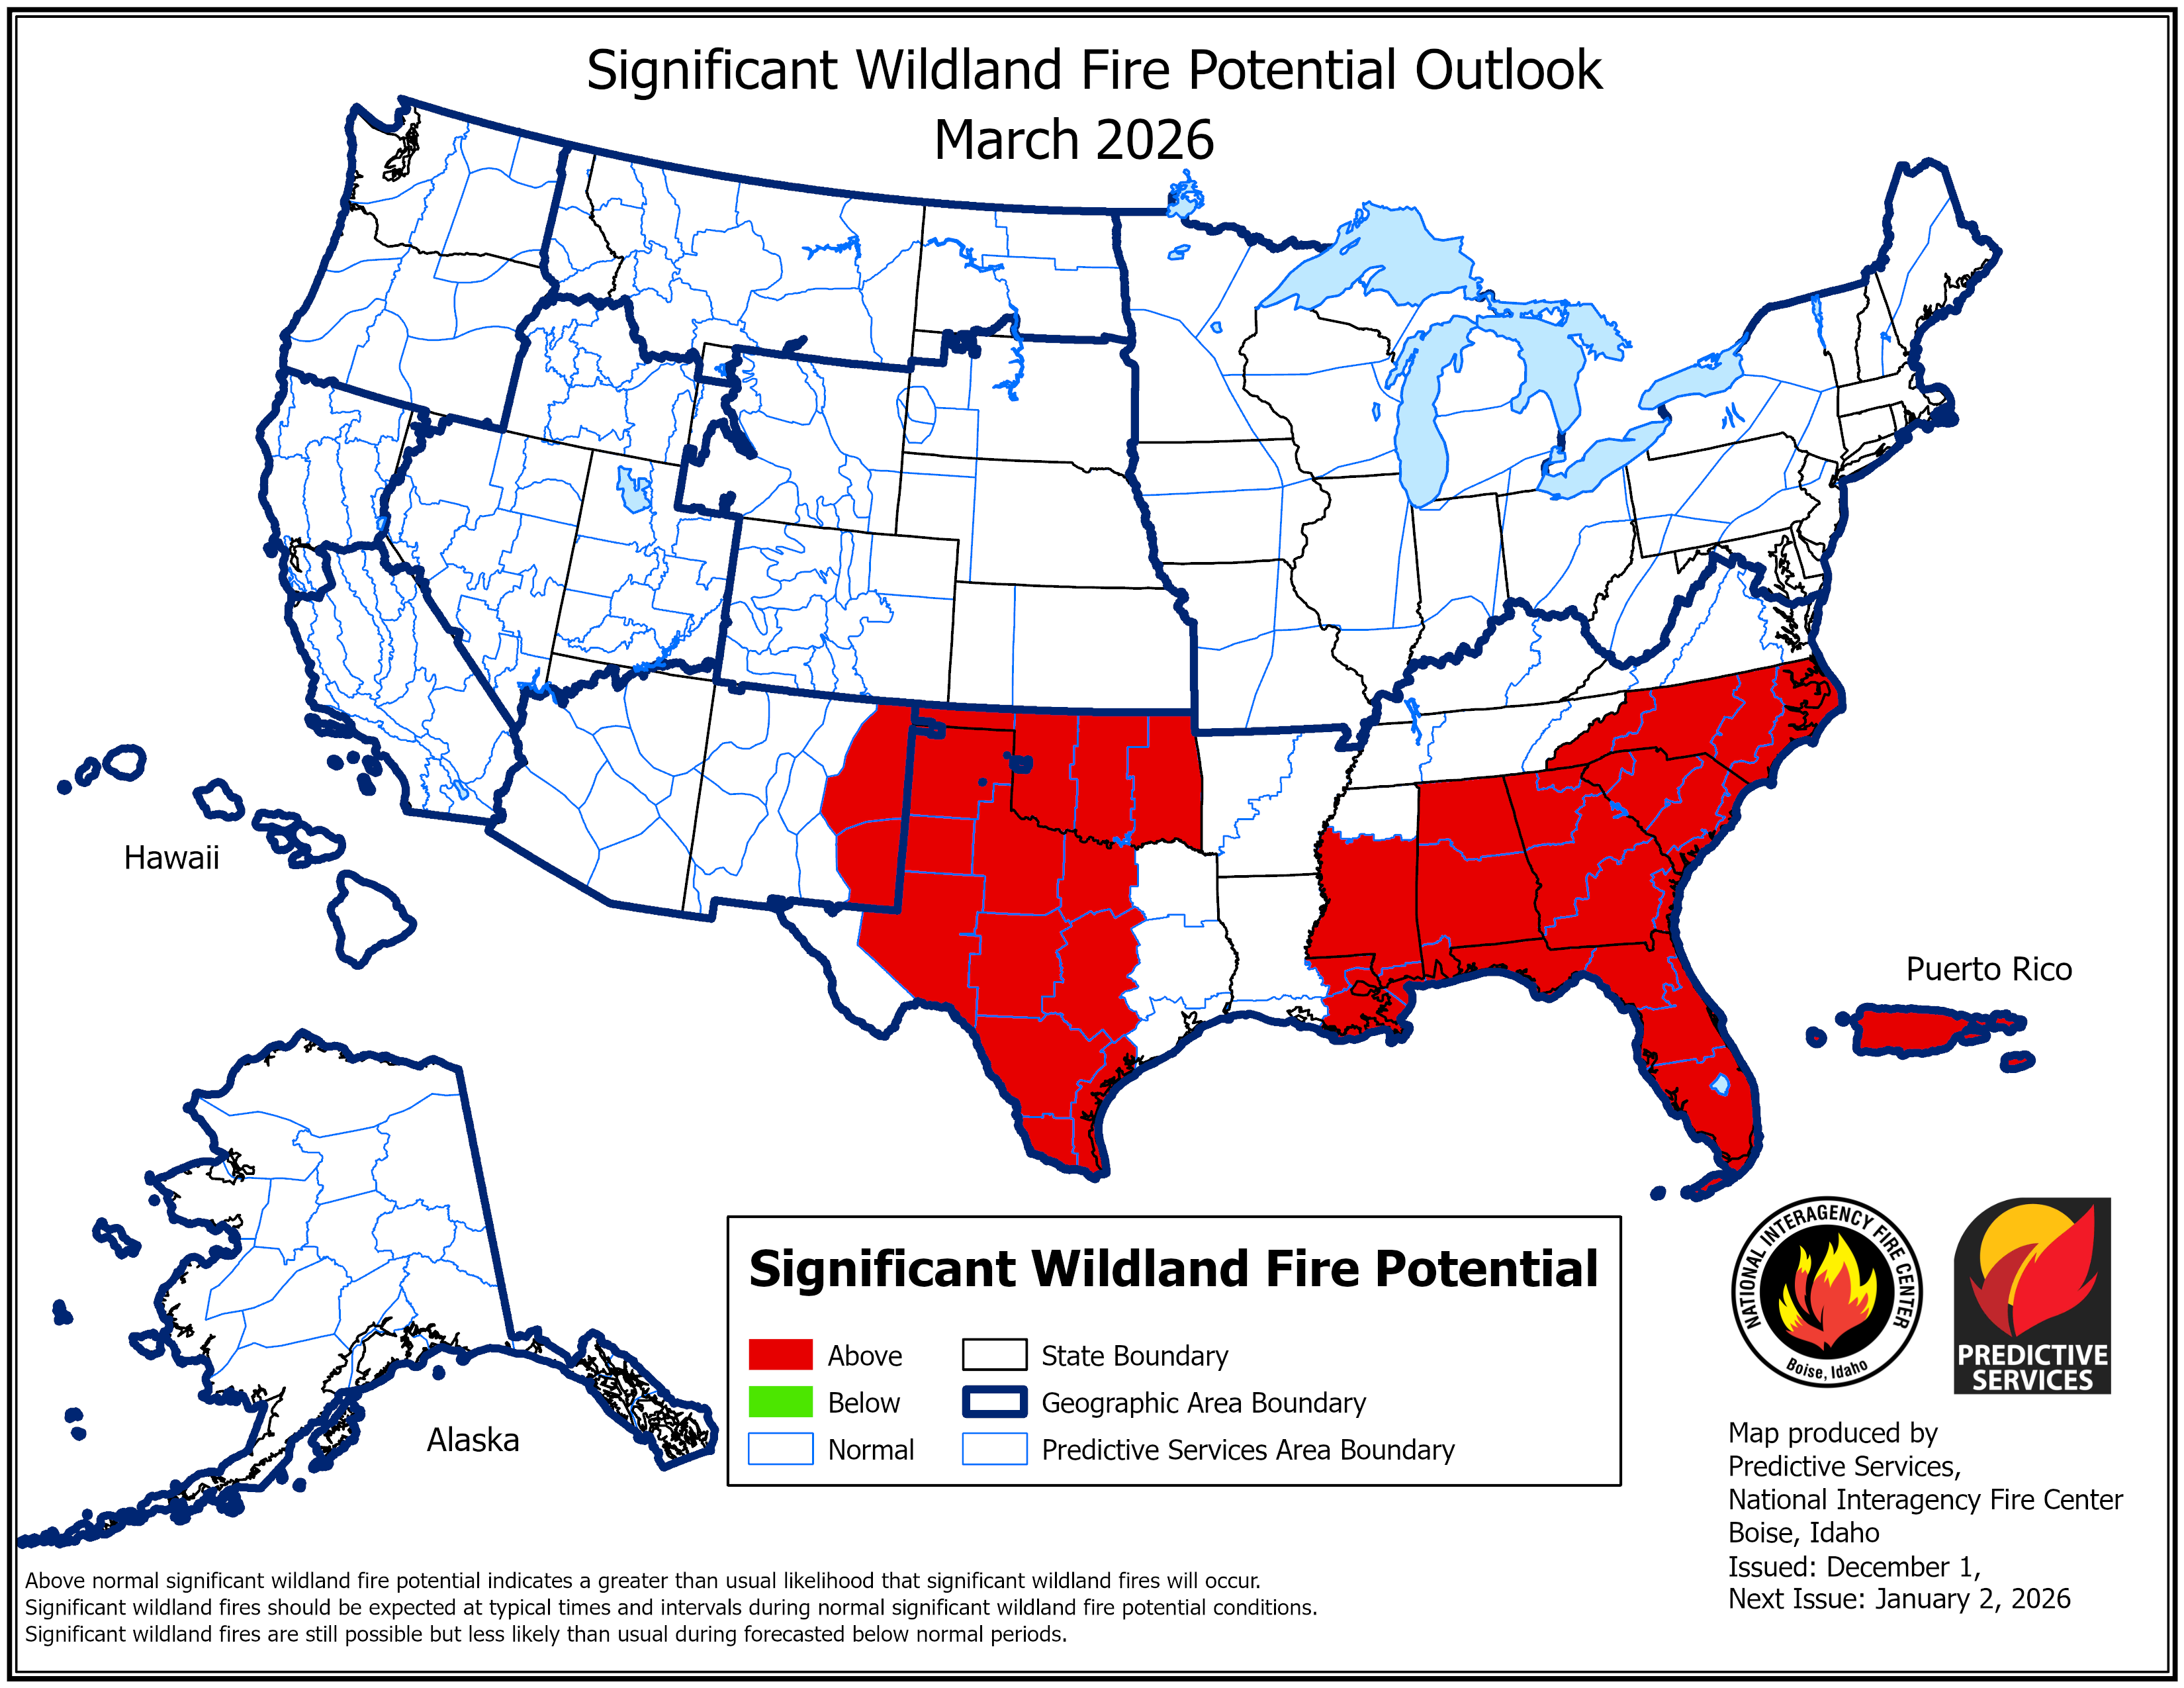 Significant Wildland Fire Potential Outlook
March 2026
Hawaii
Puerto Rico
Alaska
Significant Wildland Fire Potential
Above
State Boundary
Below
Geographic Area Boundary
Normal
Predictive Services Area Boundary
NATIONAL INTERAGENCY FIRE CENTER
Boise, Idaho
PREDICTIVE
SERVICES
Map produced by
Predictive Services,
National Interagency Fire Center
Boise, Idaho
Issued: December 1,
Next Issue: January 2, 2026
Above normal significant wildland fire potential indicates a greater than usual likelihood that significant wildland fires will occur.
Significant wildland fires should be expected at typical times and intervals during normal significant wildland fire potential conditions.
Significant wildland fires are still possible but less likely than usual during forecasted below normal periods.